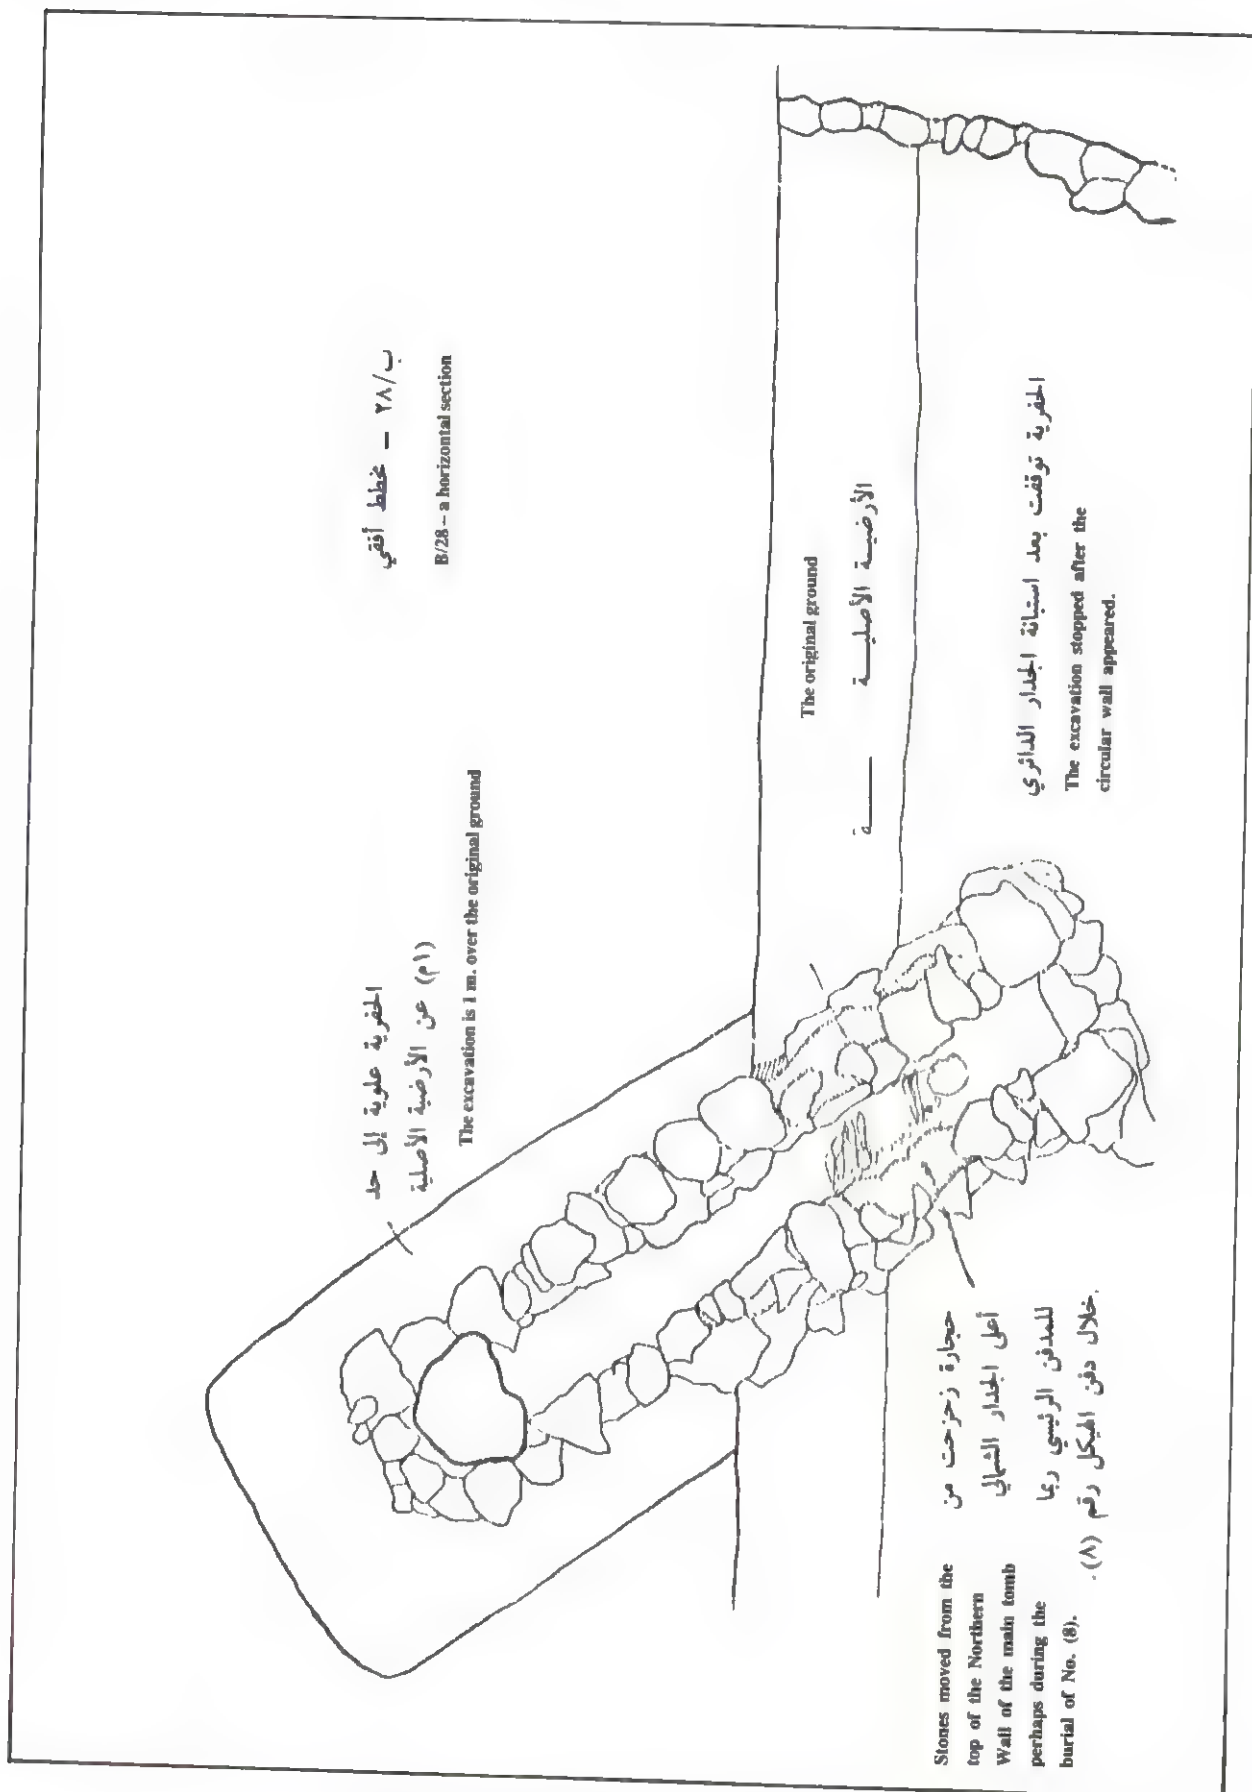 ب/٢٨ – مخطط أفقي
B/28 – a horizontal section
الحفرية علوية إلى حد
(١م) عن الأرضية الأصلية
The excavation is 1 m. over the original ground
The original ground
الأرضيــة الأصليــة ـــــة
الحفرية توقفت بعد استبانة الجدار الدائري
The excavation stopped after the
circular wall appeared.
حجارة زحزحت من
أعلى الجدار الشمالي
للمدفن الرئيسي ربما
خلال دفن الهيكل رقم (٨).
Stones moved from the
top of the Northern
Wall of the main tomb
perhaps during the
burial of No. (8).